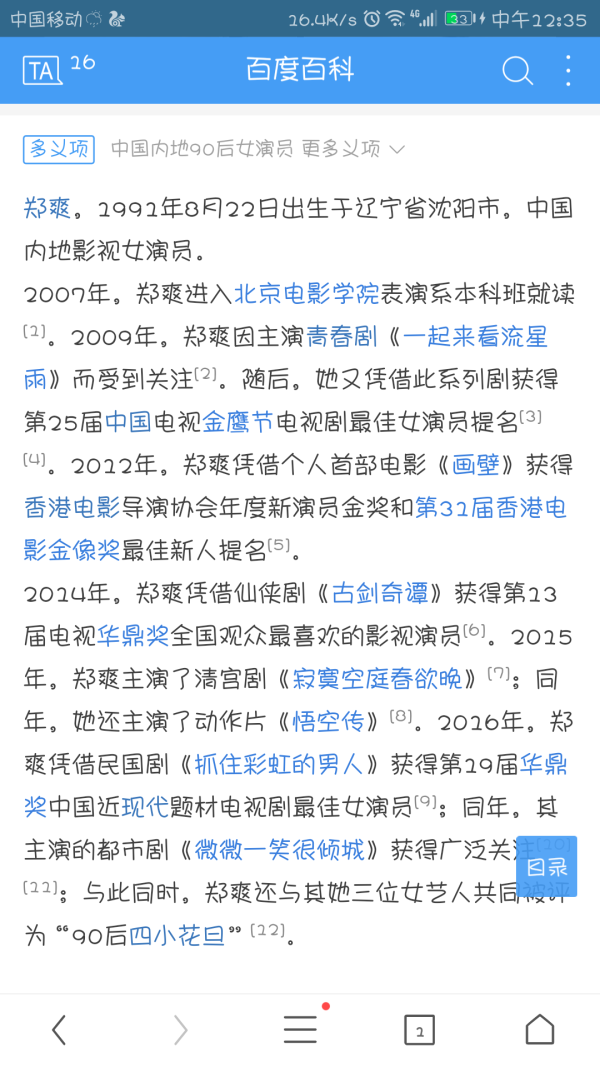 中国移动 16.4K/s 4G 33 中午12:35
TA 16 百度百科
多义项 中国内地90后女演员 更多义项
郑爽，1991年8月22日出生于辽宁省沈阳市，中国
内地影视女演员。
2007年，郑爽进入北京电影学院表演系本科班就读
[1]。2009年，郑爽因主演青春剧《一起来看流星
雨》而受到关注[2]。随后，她又凭借此系列剧获得
第25届中国电视金鹰节电视剧最佳女演员提名[3]
[4]。2012年，郑爽凭借个人首部电影《画壁》获得
香港电影导演协会年度新演员金奖和第31届香港电
影金像奖最佳新人提名[5]。
2014年，郑爽凭借仙侠剧《古剑奇谭》获得第13
届电视华鼎奖全国观众最喜欢的影视演员[6]。2015
年，郑爽主演了清宫剧《寂寞空庭春欲晚》[7]；同
年，她还主演了动作片《悟空传》[8]。2016年，郑
爽凭借民国剧《抓住彩虹的男人》获得第19届华鼎
奖中国近现代题材电视剧最佳女演员[9]；同年，其
主演的都市剧《微微一笑很倾城》获得广泛关注[10]
目录
[11]；与此同时，郑爽还与其她三位女艺人共同被评
为“90后四小花旦”[12]。
1